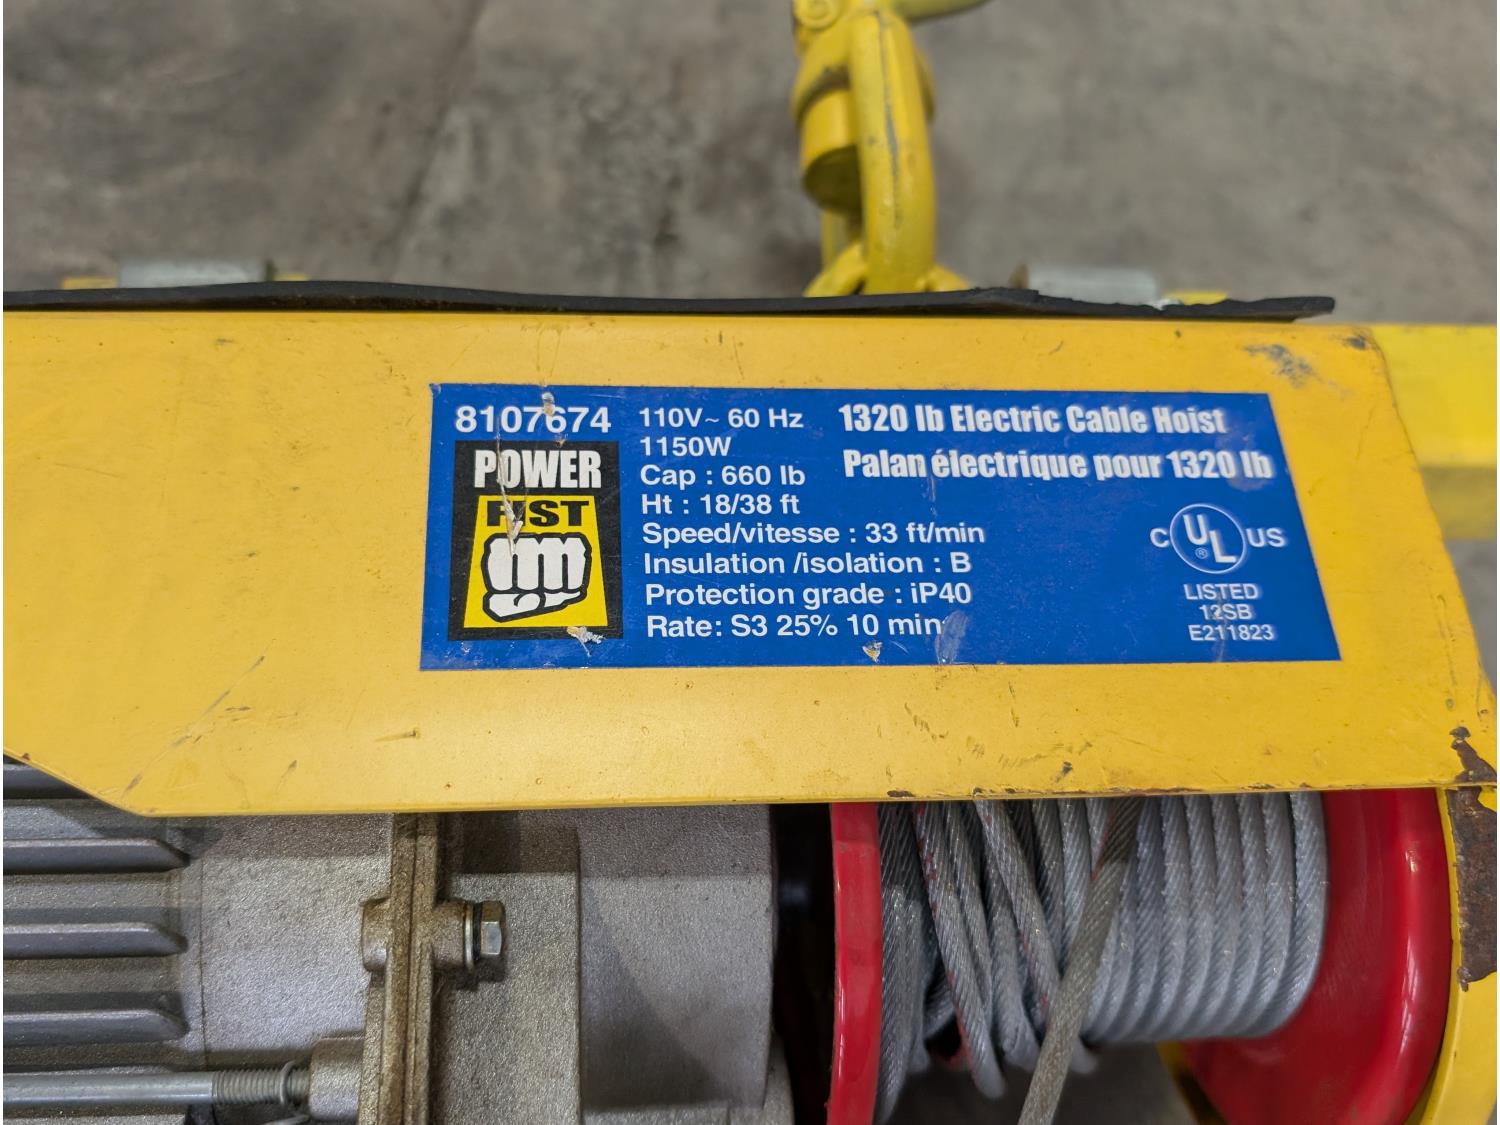 8107674
POWER
FIST
110V~ 60 Hz
1150W
Cap : 660 lb
Ht : 18/38 ft
Speed/vitesse : 33 ft/min
Insulation /isolation : B
Protection grade : iP40
Rate: S3 25% 10 min
1320 lb Electric Cable Hoist
Palan électrique pour 1320 lb
C UL US
®
LISTED
12SB
E211823